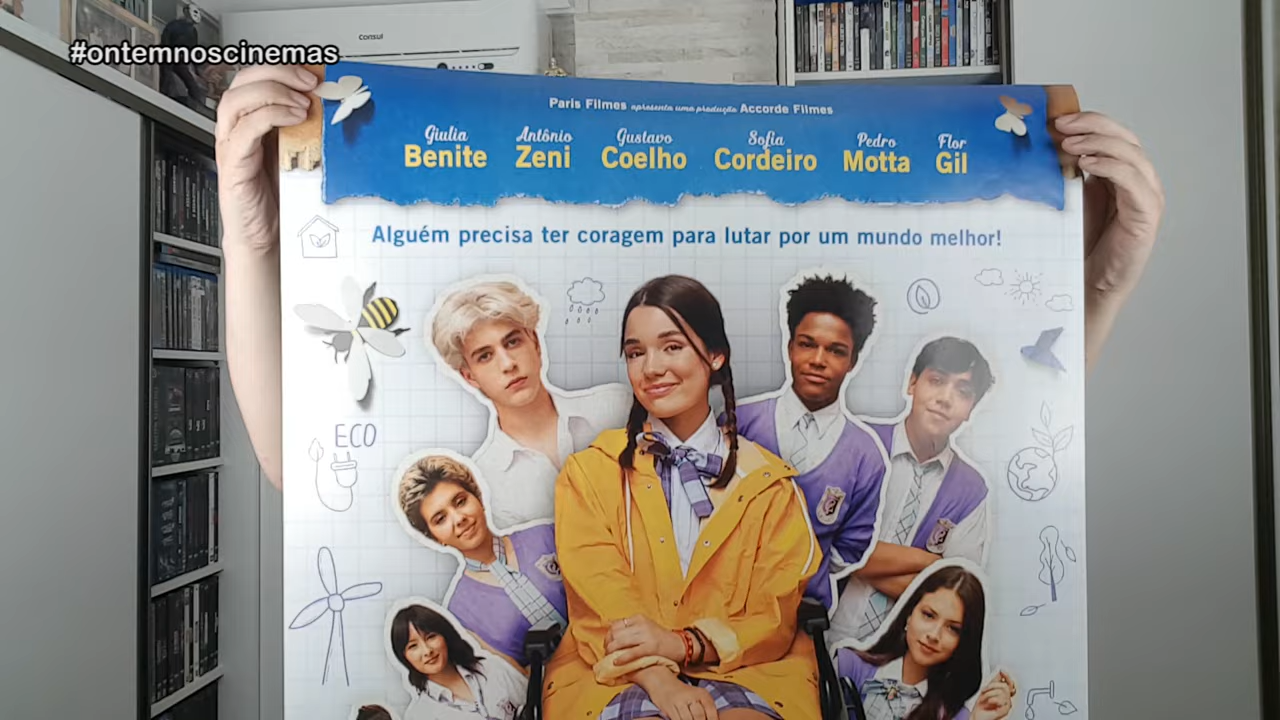 #ontemnoscinemas
Consul
Paris Filmes apresenta uma produção Accorde Filmes
Giulia Benite
Antônio Zeni
Gustavo Coelho
Sofia Cordeiro
Pedro Motta
Flor Gil
Alguém precisa ter coragem para lutar por um mundo melhor!
ECO